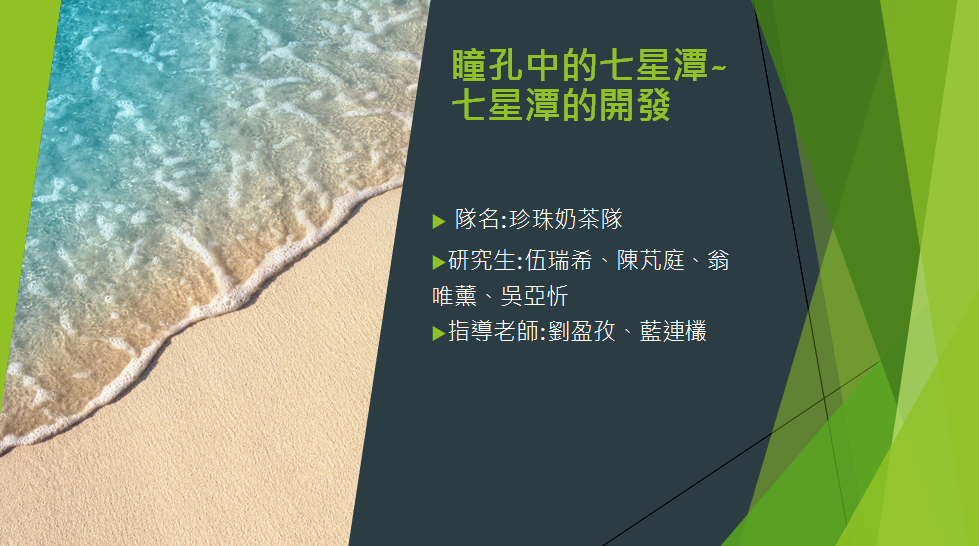 瞳孔中的七星潭~
七星潭的開發
隊名:珍珠奶茶隊
研究生:伍瑞希、陳芃庭、翁
唯薰、吳亞忻
指導老師:劉盈孜、藍連欉